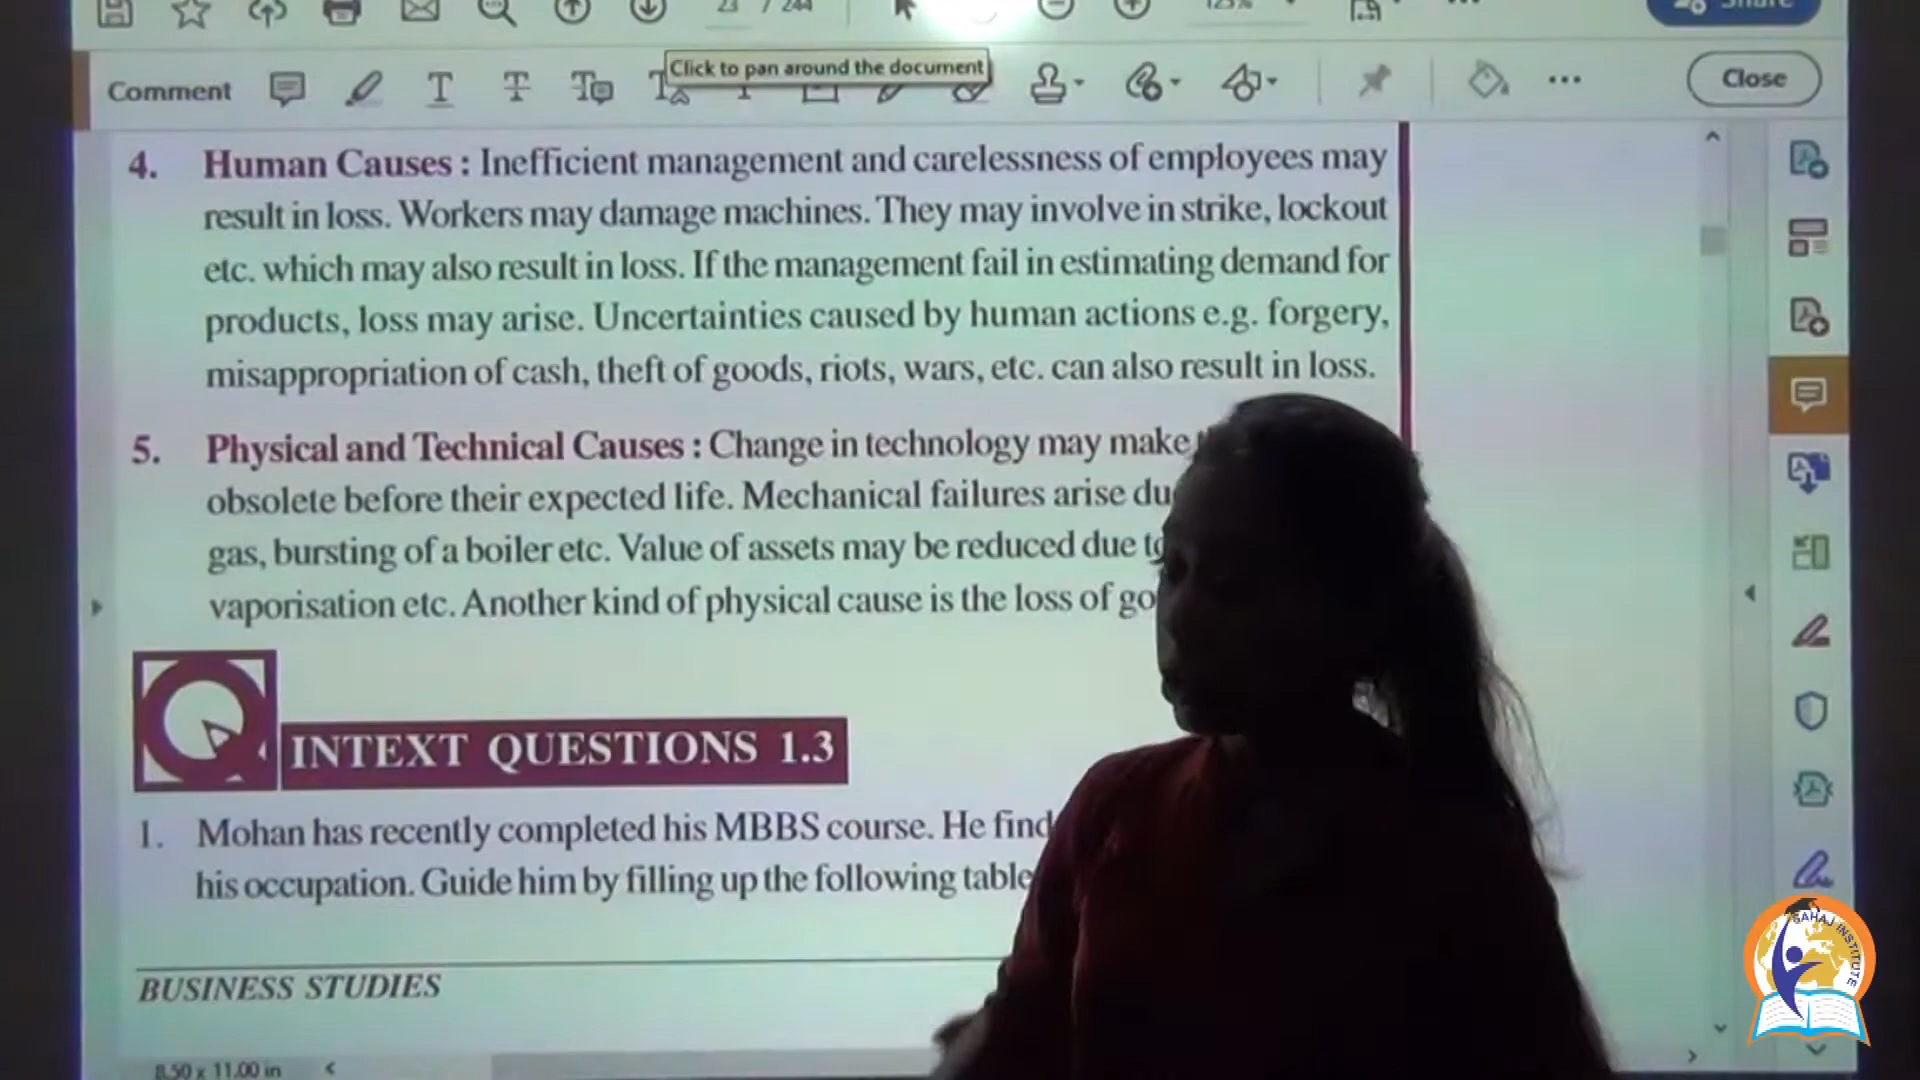 23 / 244
125%
Share
Click to pan around the document
Comment
Close
4. Human Causes : Inefficient management and carelessness of employees may
result in loss. Workers may damage machines. They may involve in strike, lockout
etc. which may also result in loss. If the management fail in estimating demand for
products, loss may arise. Uncertainties caused by human actions e.g. forgery,
misappropriation of cash, theft of goods, riots, wars, etc. can also result in loss.
5. Physical and Technical Causes : Change in technology may make
obsolete before their expected life. Mechanical failures arise
gas, bursting of a boiler etc. Value of assets may be reduced due
vaporisation etc. Another kind of physical cause is the loss of
INTEXT QUESTIONS 1.3
1. Mohan has recently completed his MBBS course. He
his occupation. Guide him by filling up the following table
BUSINESS STUDIES
8.50 x 11.00 in
SAHAJ INSTITUTE